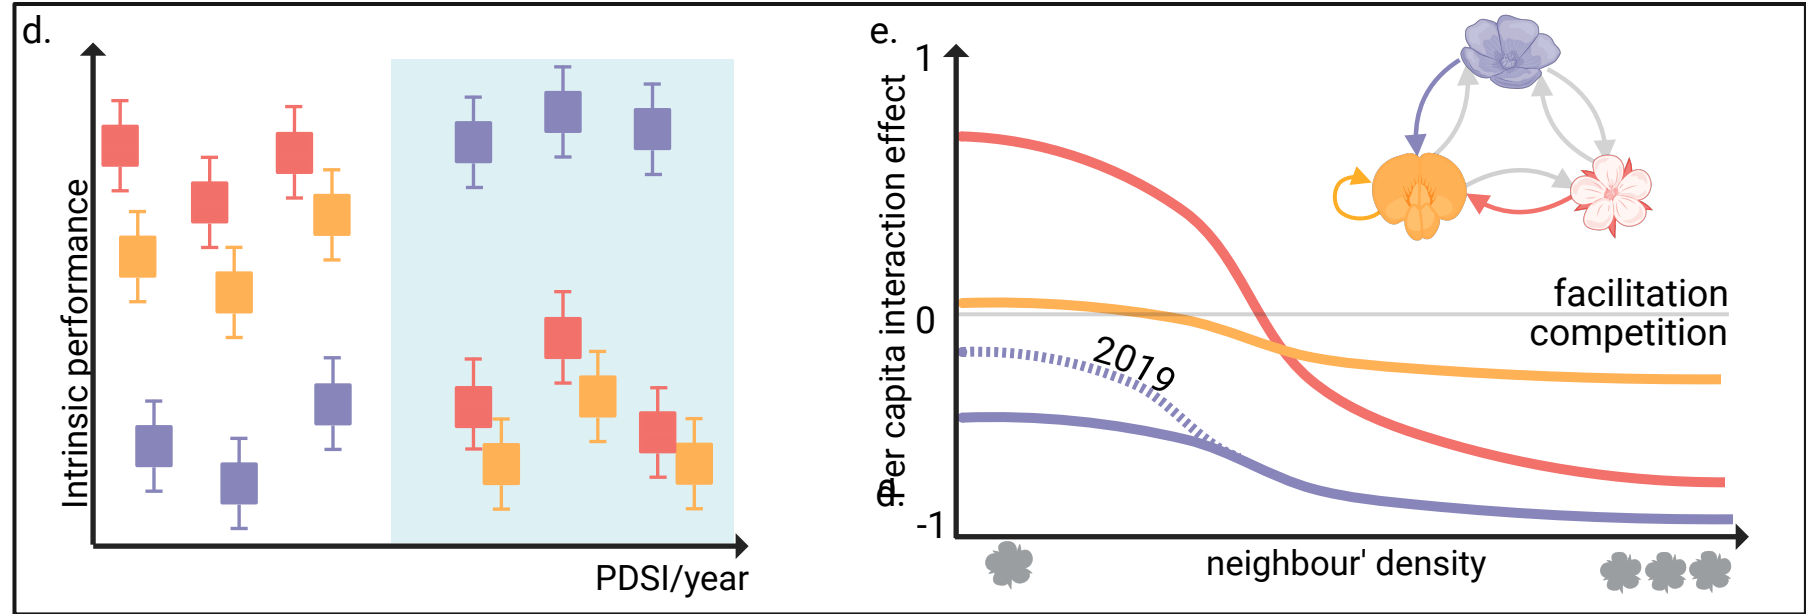 d.
Intrinsic performance
PDSI/year
e.
1
0
-1
Per capita interaction effect
facilitation
competition
2019
neighbour' density